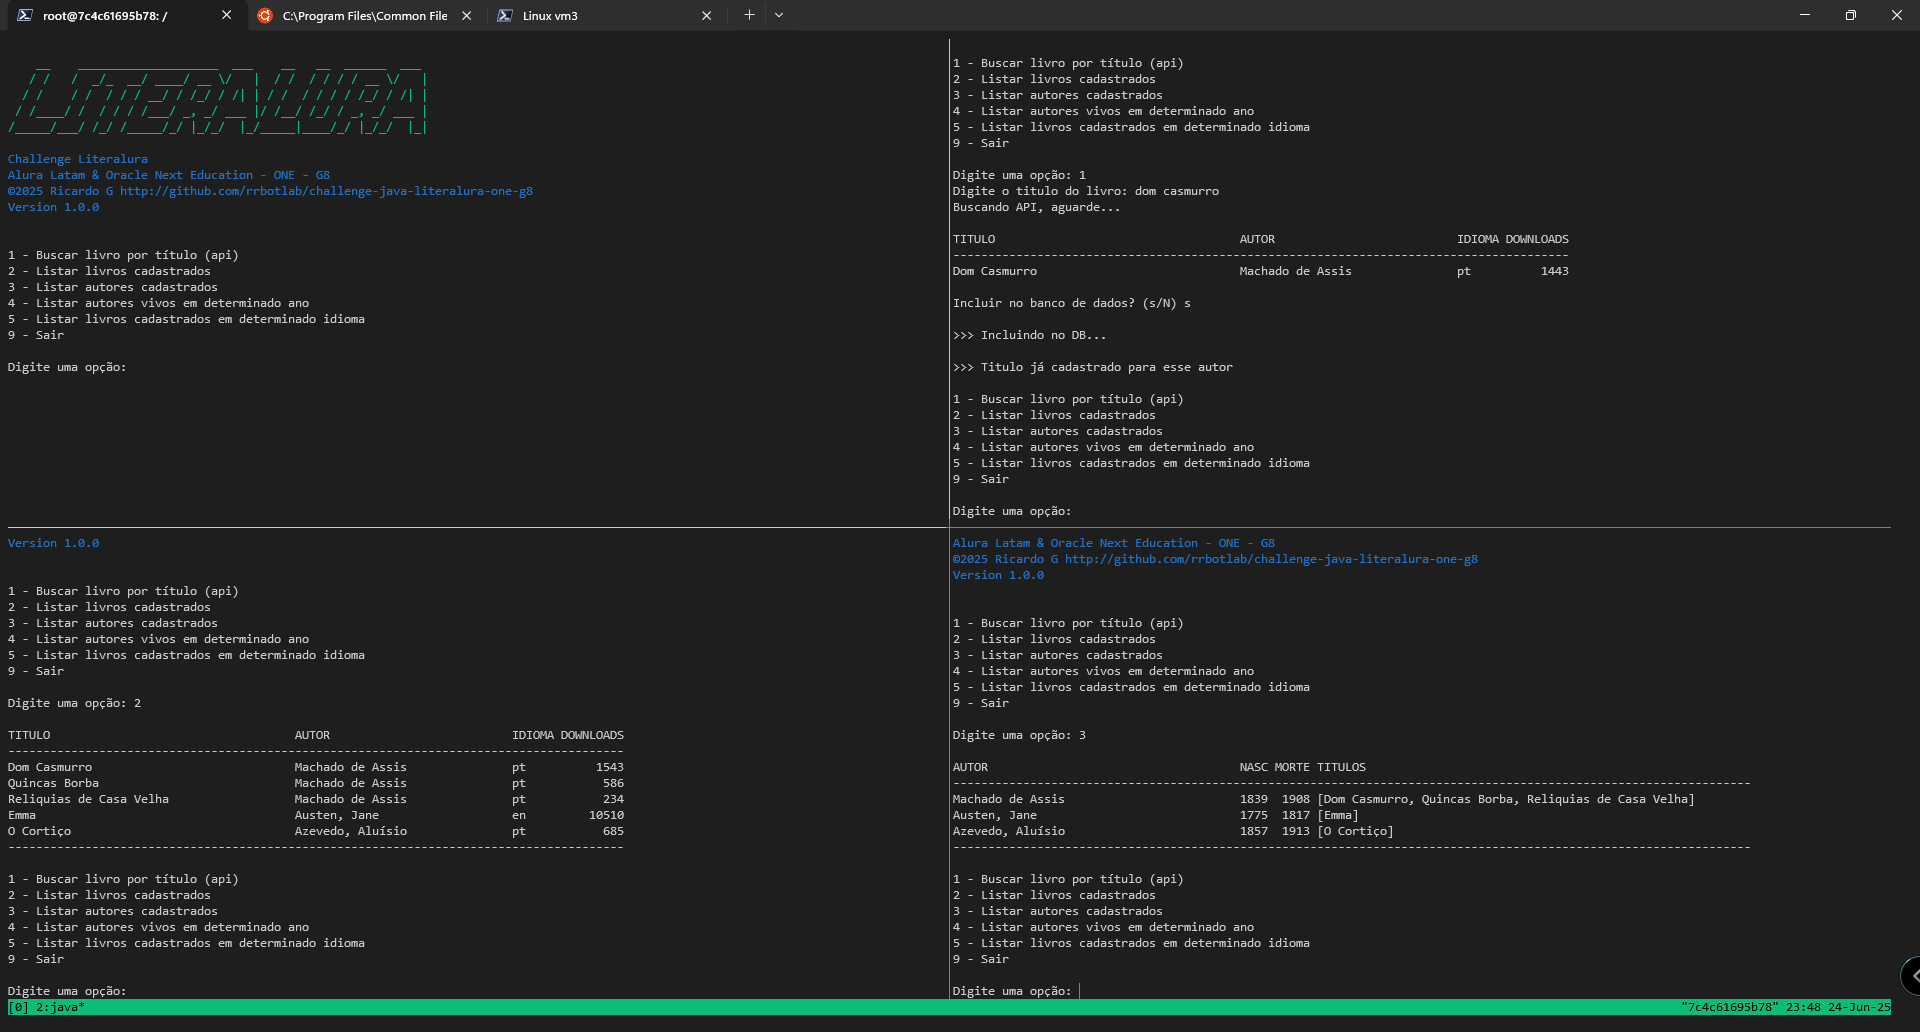 root@7c4c61695b78: /
C:\Program Files\Common File
Linux vm3
LITERALURA
Challenge Literalura
Alura Latam & Oracle Next Education - ONE - G8
©2025 Ricardo G http://github.com/rrbotlab/challenge-java-literalura-one-g8
Version 1.0.0
1 - Buscar livro por título (api)
2 - Listar livros cadastrados
3 - Listar autores cadastrados
4 - Listar autores vivos em determinado ano
5 - Listar livros cadastrados em determinado idioma
9 - Sair
Digite uma opção:
1 - Buscar livro por título (api)
2 - Listar livros cadastrados
3 - Listar autores cadastrados
4 - Listar autores vivos em determinado ano
5 - Listar livros cadastrados em determinado idioma
9 - Sair
Digite uma opção: 1
Digite o titulo do livro: dom casmurro
Buscando API, aguarde...
TITULO AUTOR IDIOMA DOWNLOADS
Dom Casmurro Machado de Assis pt 1443
Incluir no banco de dados? (s/N) s
>>> Incluindo no DB...
>>> Titulo já cadastrado para esse autor
1 - Buscar livro por título (api)
2 - Listar livros cadastrados
3 - Listar autores cadastrados
4 - Listar autores vivos em determinado ano
5 - Listar livros cadastrados em determinado idioma
9 - Sair
Digite uma opção:
Version 1.0.0
1 - Buscar livro por título (api)
2 - Listar livros cadastrados
3 - Listar autores cadastrados
4 - Listar autores vivos em determinado ano
5 - Listar livros cadastrados em determinado idioma
9 - Sair
Digite uma opção: 2
TITULO AUTOR IDIOMA DOWNLOADS
Dom Casmurro Machado de Assis pt 1543
Quincas Borba Machado de Assis pt 586
Reliquias de Casa Velha Machado de Assis pt 234
Emma Austen, Jane en 10510
O Cortiço Azevedo, Aluísio pt 685
1 - Buscar livro por título (api)
2 - Listar livros cadastrados
3 - Listar autores cadastrados
4 - Listar autores vivos em determinado ano
5 - Listar livros cadastrados em determinado idioma
9 - Sair
Digite uma opção:
Alura Latam & Oracle Next Education - ONE - G8
©2025 Ricardo G http://github.com/rrbotlab/challenge-java-literalura-one-g8
Version 1.0.0
1 - Buscar livro por título (api)
2 - Listar livros cadastrados
3 - Listar autores cadastrados
4 - Listar autores vivos em determinado ano
5 - Listar livros cadastrados em determinado idioma
9 - Sair
Digite uma opção: 3
AUTOR NASC MORTE TITULOS
Machado de Assis 1839 1908 [Dom Casmurro, Quincas Borba, Reliquias de Casa Velha]
Austen, Jane 1775 1817 [Emma]
Azevedo, Aluísio 1857 1913 [O Cortiço]
1 - Buscar livro por título (api)
2 - Listar livros cadastrados
3 - Listar autores cadastrados
4 - Listar autores vivos em determinado ano
5 - Listar livros cadastrados em determinado idioma
9 - Sair
Digite uma opção:
[0] 2:java* "7c4c61695b78" 23:48 24-Jun-25